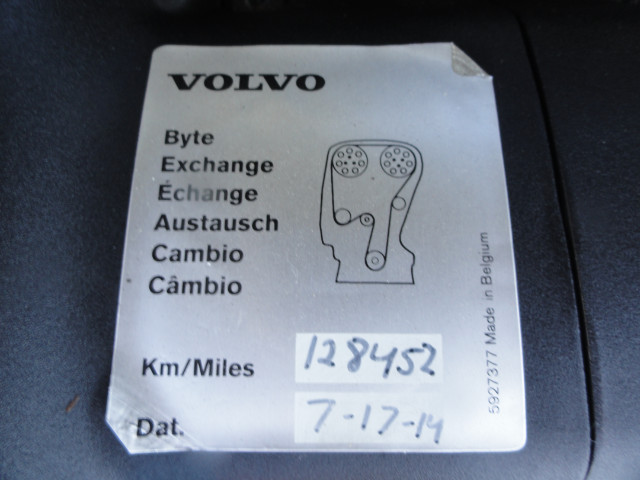 VOLVO
Byte
Exchange
Échange
Austausch
Cambio
Câmbio
Km/Miles 128452
Dat. 7-17-14
5927377 Made in Belgium